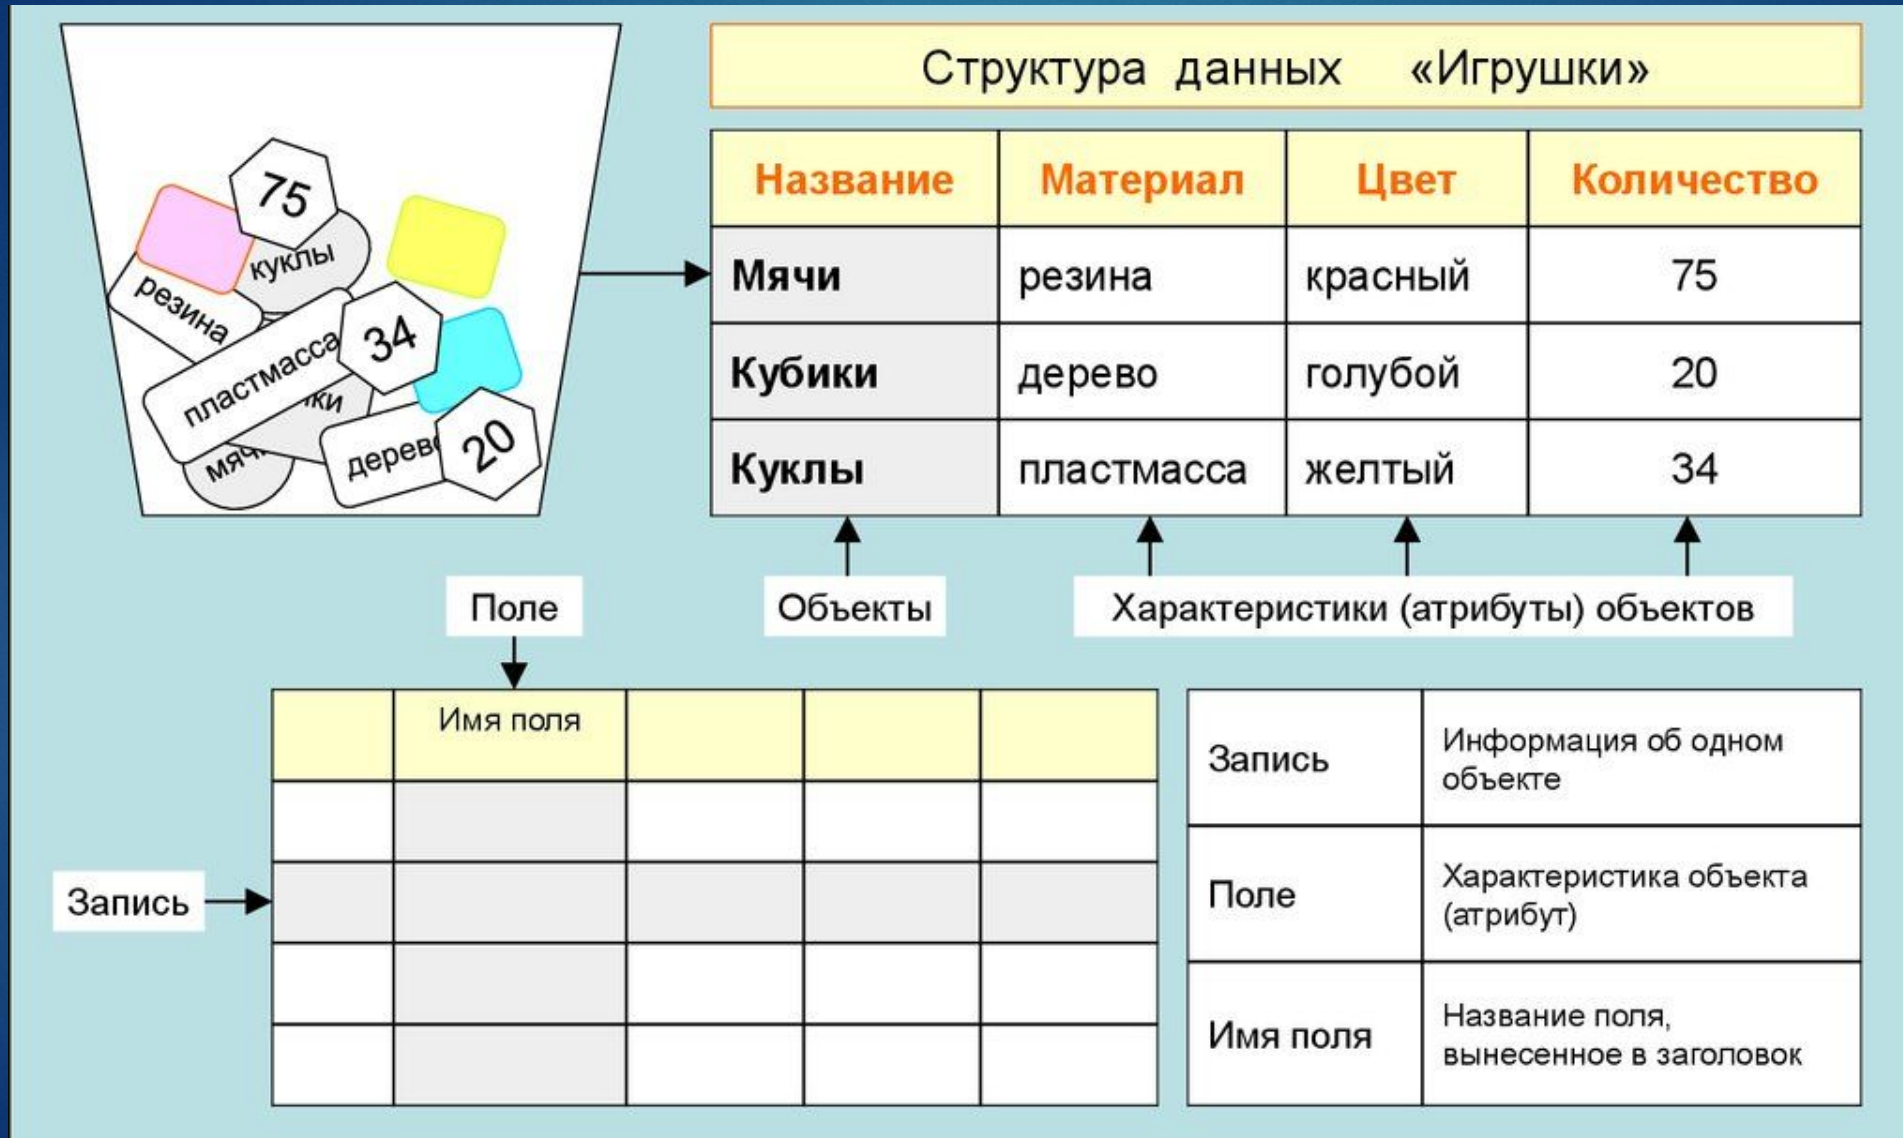 Структура данных «Игрушки»
75
куклы
резина
34
пластмасса
20
Название Материал Цвет Количество
Мячи резина красный 75
Кубики дерево голубой 20
Куклы пластмасса желтый 34
Поле
Объекты
Характеристики (атрибуты) объектов
Имя поля
Запись
Запись
Информация об одном
объекте
Поле
Характеристика объекта
(атрибут)
Имя поля
Название поля,
вынесенное в заголовок